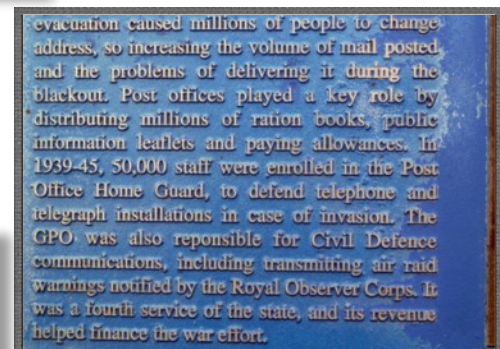 evacuation caused millions of people to change
address, so increasing the volume of mail posted
and the problems of delivering it during the
blackout. Post offices played a key role by
distributing millions of ration books, public
information leaflets and paying allowances. In
1939-45, 50,000 staff were enrolled in the Post
Office Home Guard, to defend telephone and
telegraph installations in case of invasion. The
GPO was also reponsible for Civil Defence
communications, including transmitting air raid
warnings notified by the Royal Observer Corps. It
was a fourth service of the state, and its revenue
helped finance the war effort.